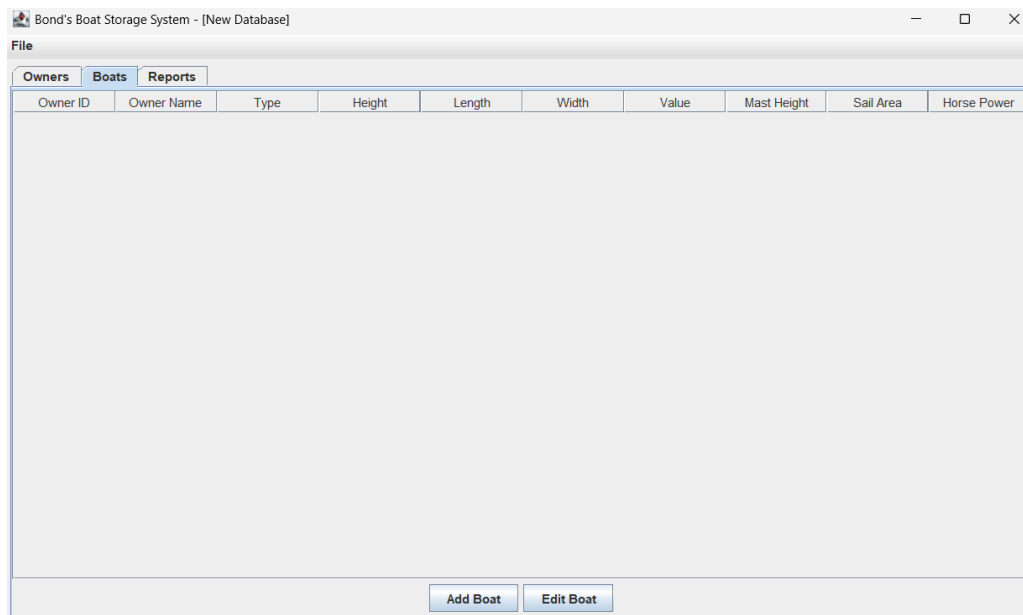 Bond's Boat Storage System - [New Database]
File
Owners Boats Reports
Owner ID Owner Name Type Height Length Width Value Mast Height Sail Area Horse Power
Add Boat Edit Boat